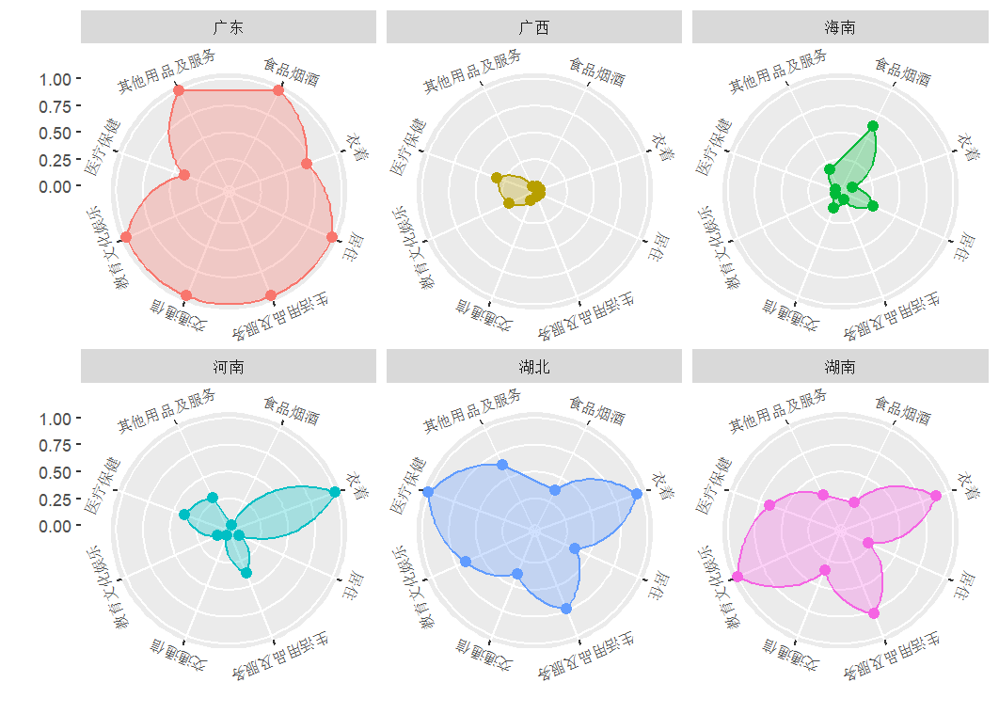 广东
广西
海南
1.00
0.75
0.50
0.25
0.00
食品烟酒
衣着
居住
生活用品及服务
交通通信
教育文化娱乐
医疗保健
其他用品及服务
食品烟酒
衣着
居住
生活用品及服务
交通通信
教育文化娱乐
医疗保健
其他用品及服务
食品烟酒
衣着
居住
生活用品及服务
交通通信
教育文化娱乐
医疗保健
其他用品及服务
河南
湖北
湖南
1.00
0.75
0.50
0.25
0.00
食品烟酒
衣着
居住
生活用品及服务
交通通信
教育文化娱乐
医疗保健
其他用品及服务
食品烟酒
衣着
居住
生活用品及服务
交通通信
教育文化娱乐
医疗保健
其他用品及服务
食品烟酒
衣着
居住
生活用品及服务
交通通信
教育文化娱乐
医疗保健
其他用品及服务